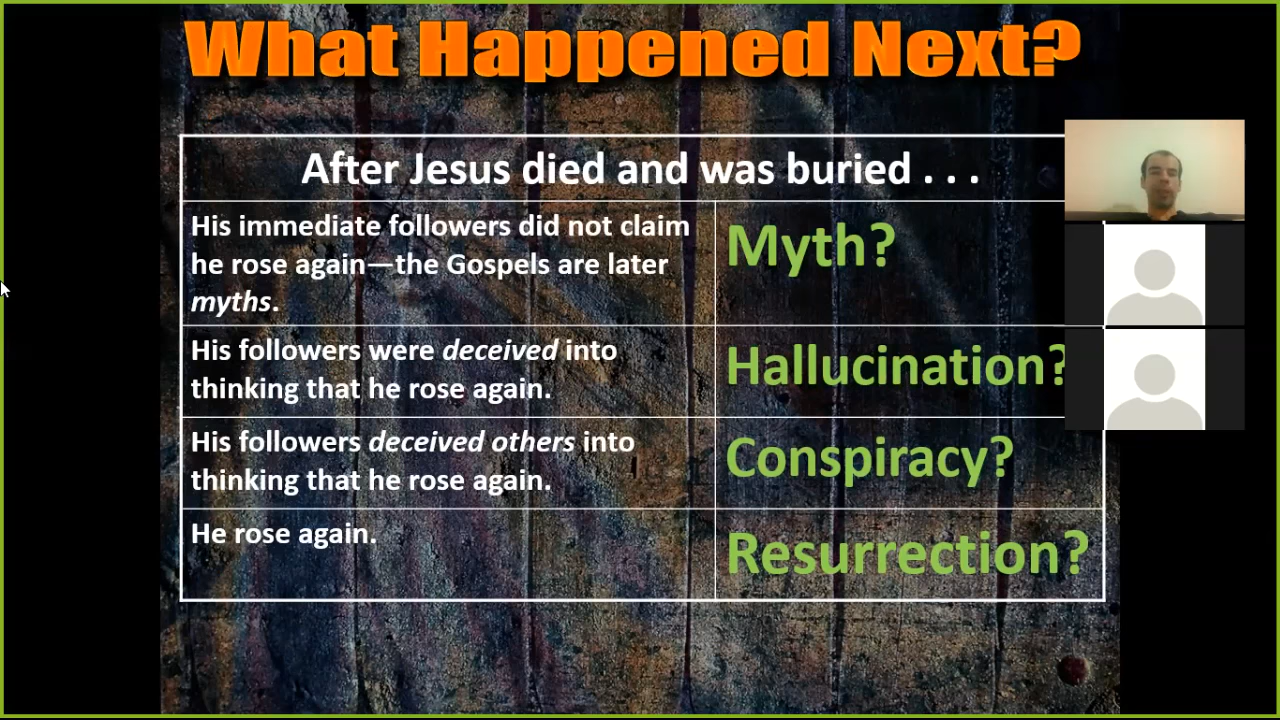 What Happened Next?
After Jesus died and was buried . . .
His immediate followers did not claim
he rose again—the Gospels are later
myths.
Myth?
His followers were deceived into
thinking that he rose again.
Hallucination?
His followers deceived others into
thinking that he rose again.
Conspiracy?
He rose again.
Resurrection?